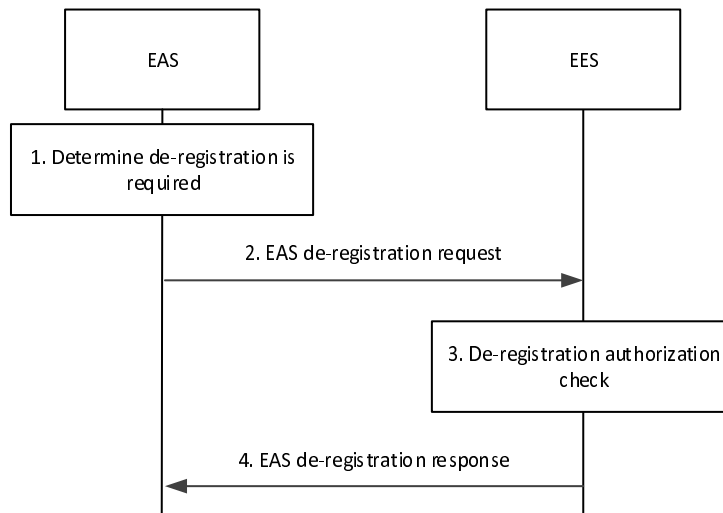 EAS
EES
1. Determine de-registration is
required
2. EAS de-registration request
3. De-registration authorization
check
4. EAS de-registration response